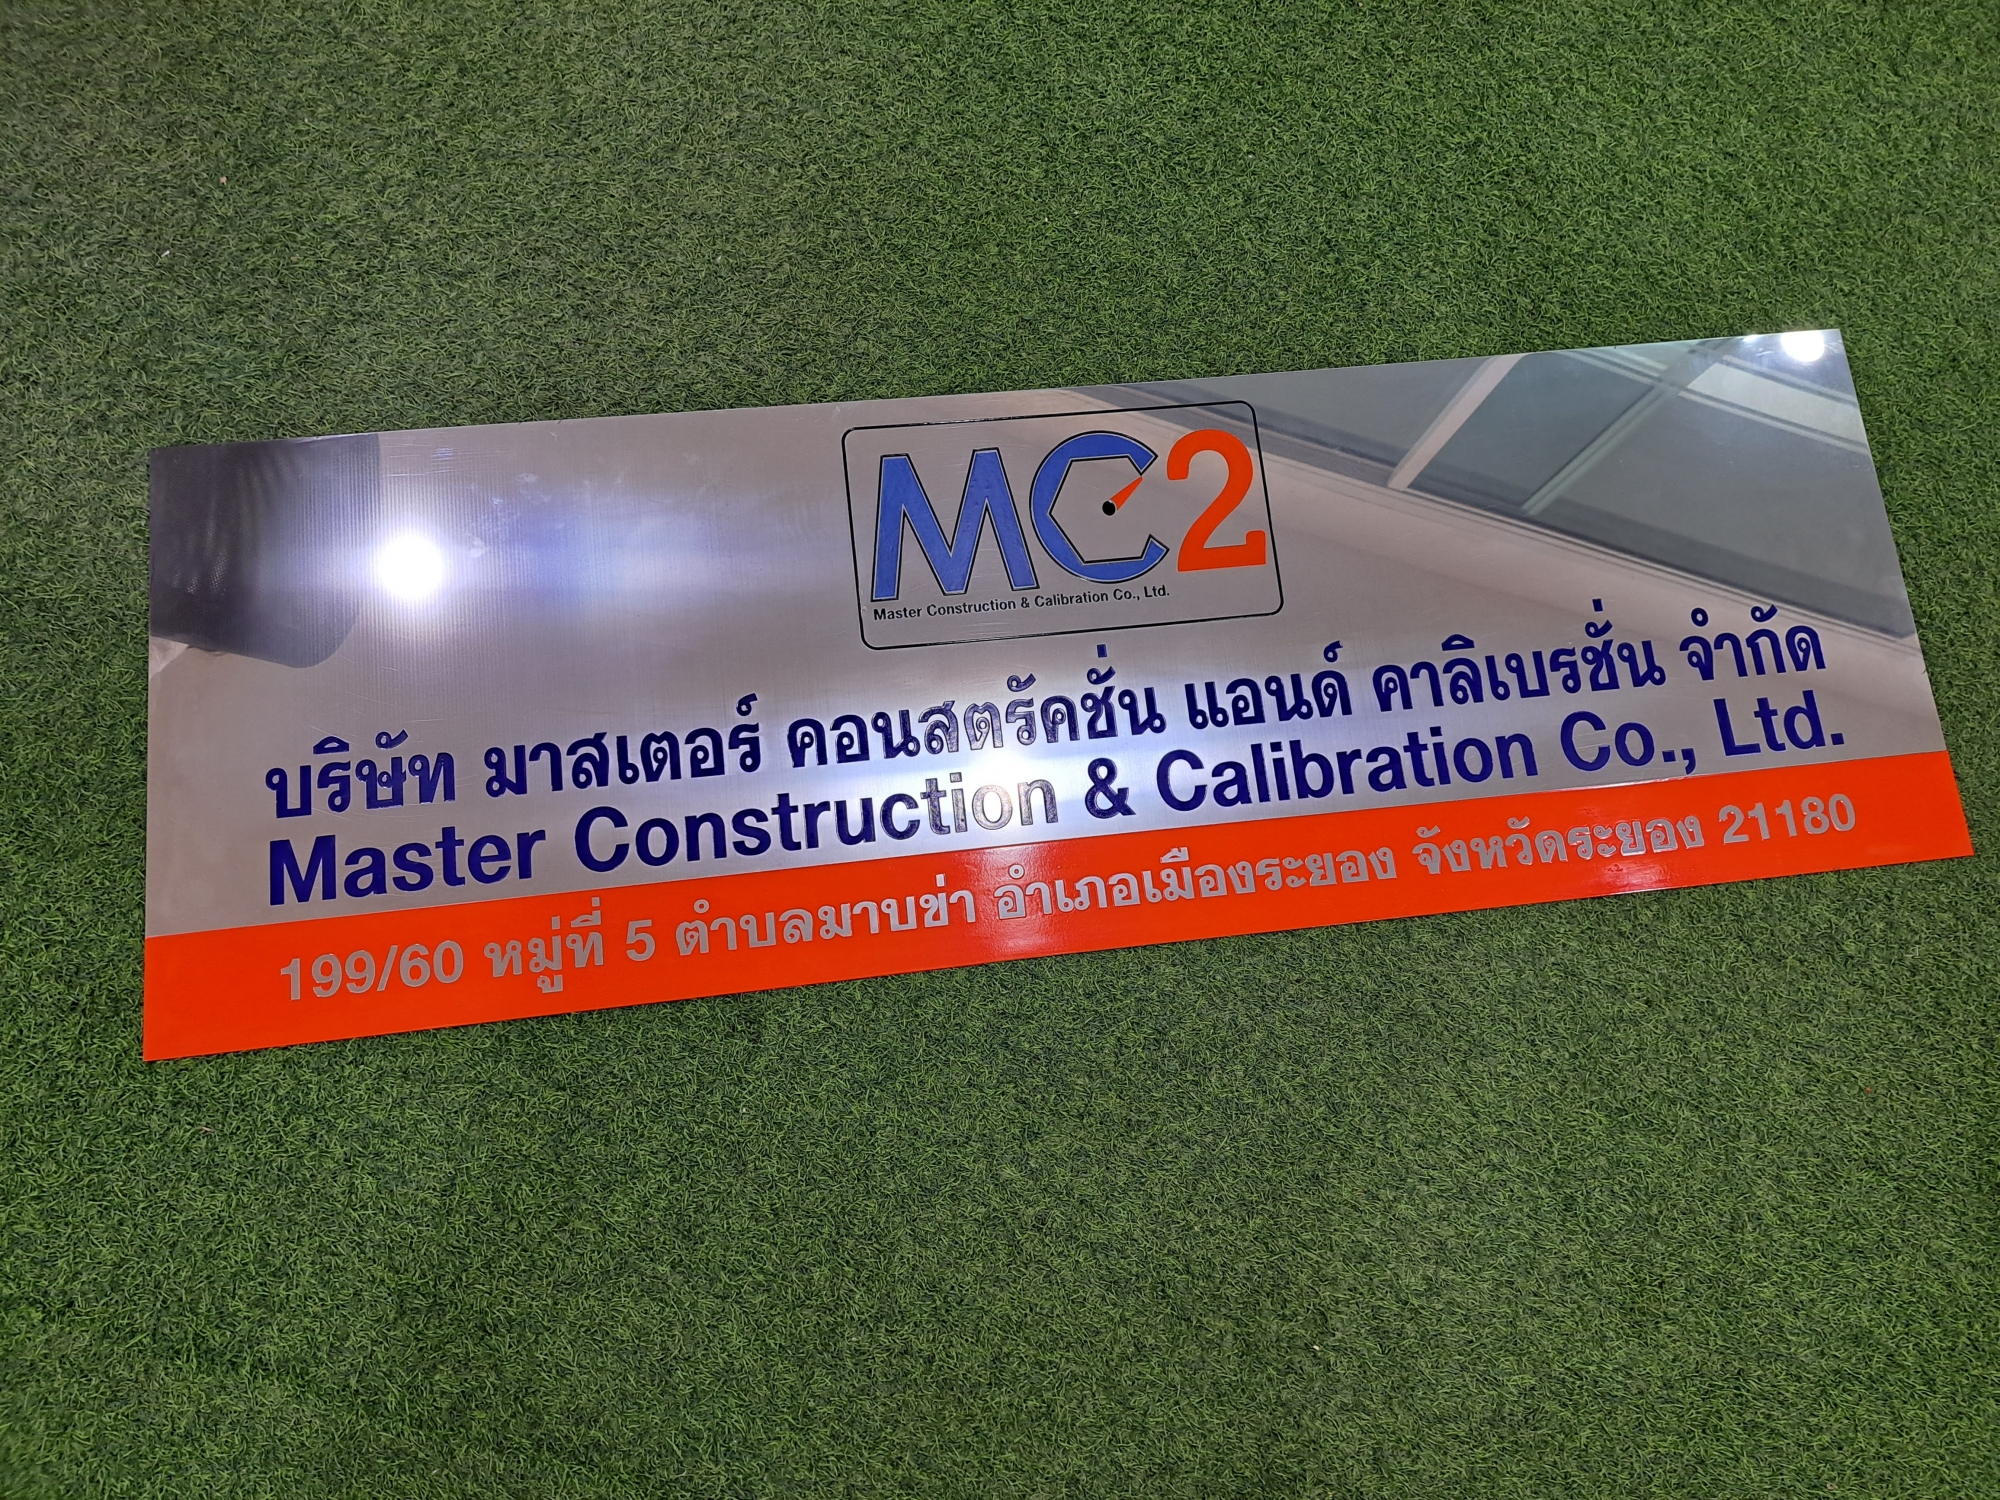 MC2
Master Construction & Calibration Co., Ltd.
บริษัท มาสเตอร์ คอนสตรัคชั่น แอนด์ คาลิเบรชั่น จำกัด
Master Construction & Calibration Co., Ltd.
199/60 หมู่ที่ 5 ตำบลมาบข่า อำเภอเมืองระยอง จังหวัดระยอง 21180